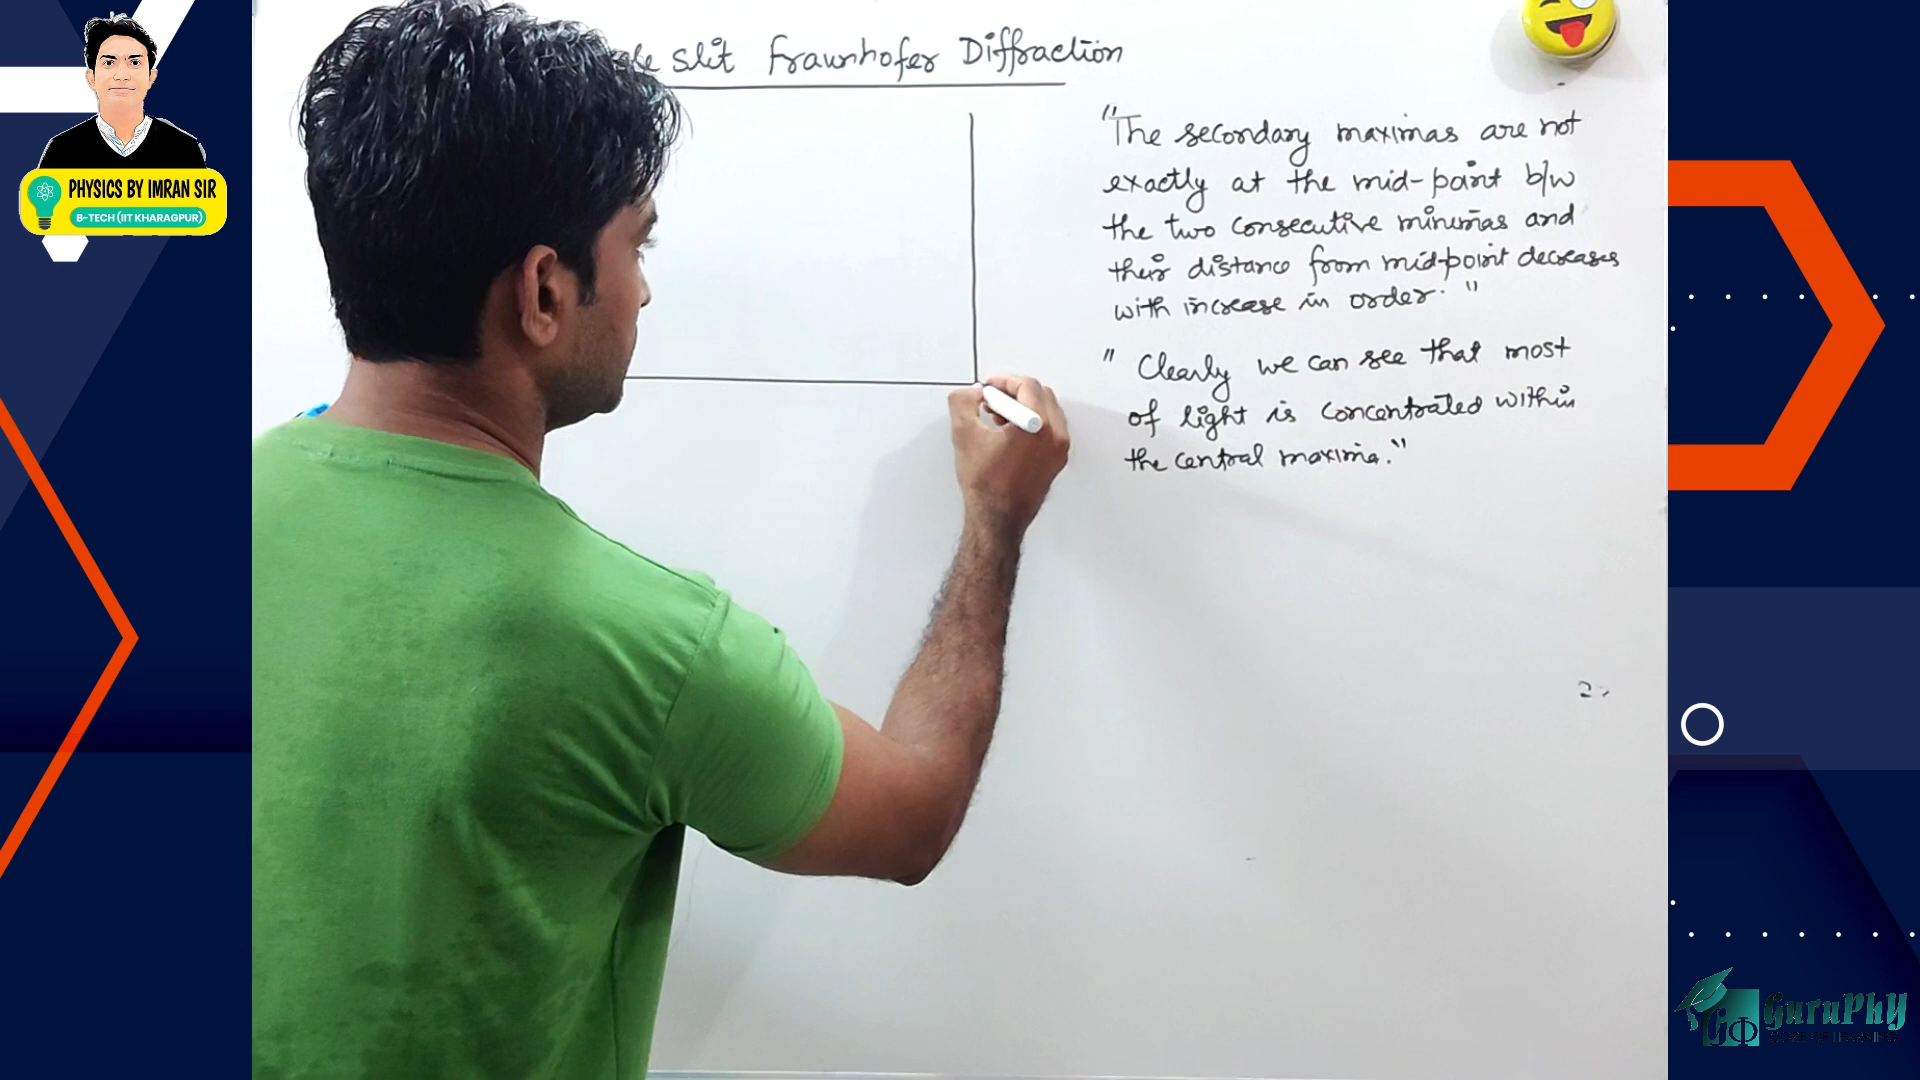 Slit Fraunhofer Diffraction
"The secondary maximas are not
exactly at the mid-point b/w
the two consecutive minimas and
their distance from midpoint decreases
with increase in order."
"Clearly we can see that most
of light is concentrated within
the central maxima."
2
PHYSICS BY IMRAN SIR
B-TECH (IIT KHARAGPUR)
GuruPhY